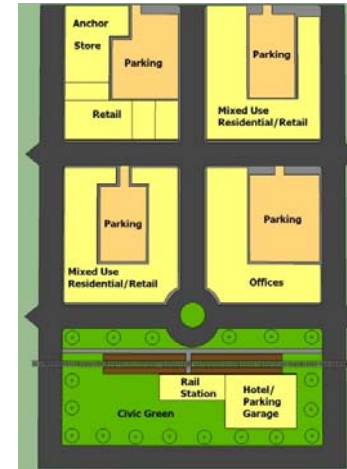 Anchor
Store
Parking
Retail
Parking
Mixed Use
Residential/Retail
Parking
Mixed Use
Residential/Retail
Parking
Offices
Rail
Station
Hotel/
Parking
Garage
Civic Green